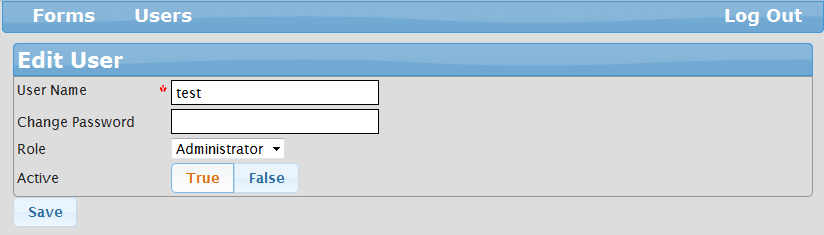 Forms Users Log Out
Edit User
User Name * test
Change Password
Role Administrator
Active True False
Save